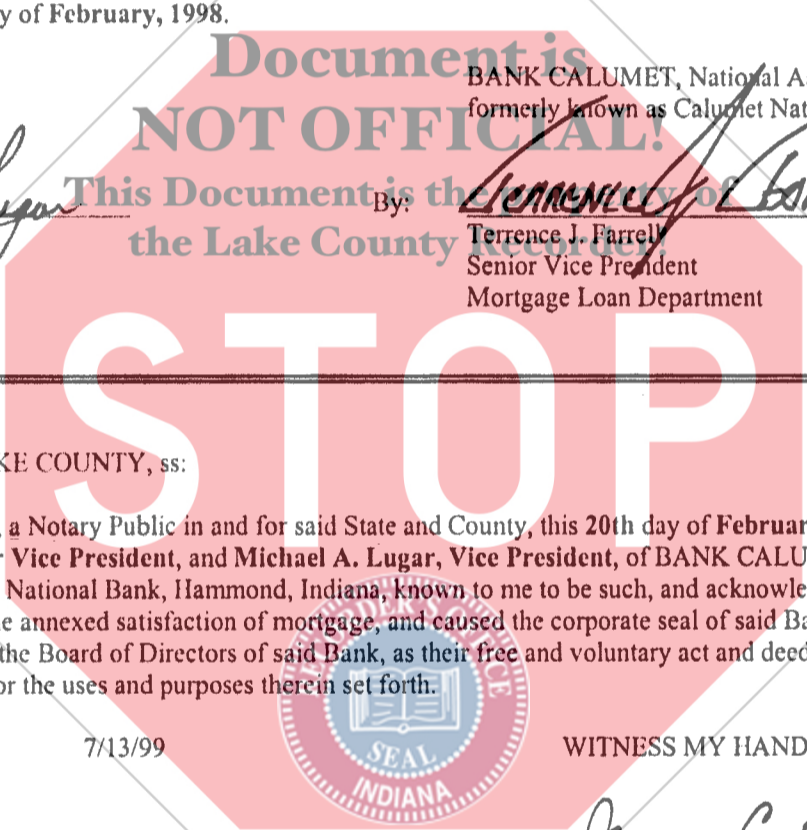 y of February, 1998.
Document is
NOT OFFICIAL!
This Document is the property of
the Lake County Recorder!
BANK CALUMET, National A
formerly known as Calumet Nat
By:
Terrence J. Farrell
Senior Vice President
Mortgage Loan Department
STOP
KE COUNTY, ss:
, a Notary Public in and for said State and County, this 20th day of Februar
Vice President, and Michael A. Lugar, Vice President, of BANK CALU
National Bank, Hammond, Indiana, known to me to be such, and acknowle
e annexed satisfaction of mortgage, and caused the corporate seal of said Ba
the Board of Directors of said Bank, as their free and voluntary act and deed
or the uses and purposes therein set forth.
RECORDER'S OFFICE
SEAL
INDIANA
7/13/99
WITNESS MY HAND